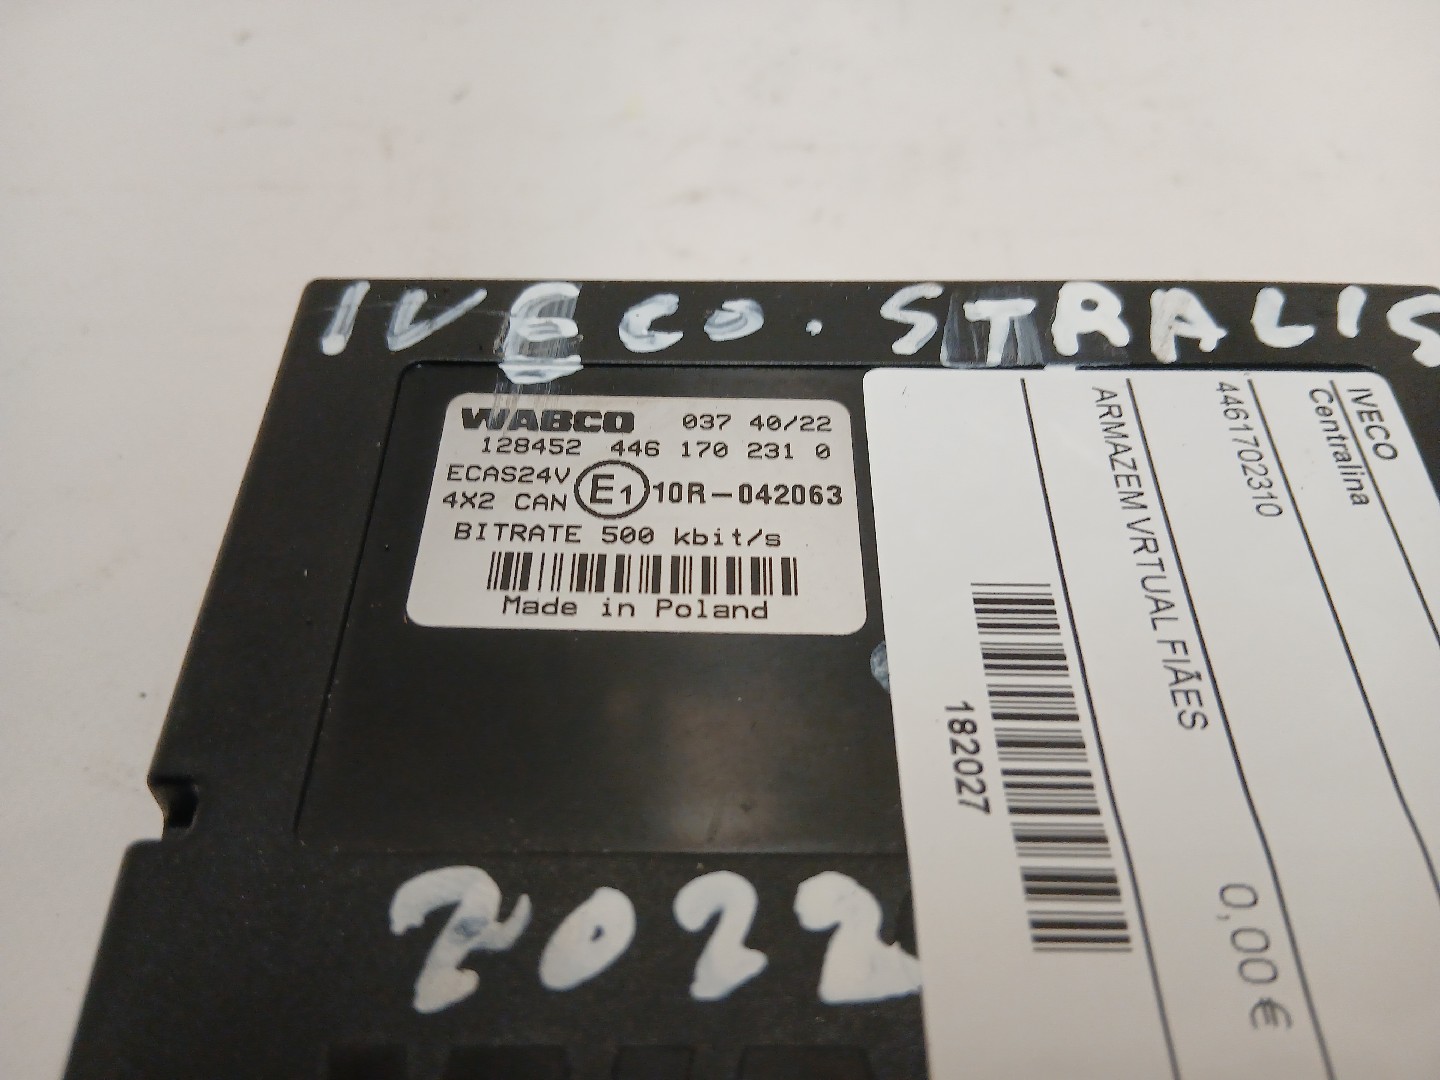 IVECO. STRALIS
WABCO 037 40/22
128452 446 170 231 0
ECAS24V
4X2 CAN E1 10R-042063
BITRATE 500 kbit/s
Made in Poland
2022
IVECO
Centralina
4461702310
ARMAZEM VRTUAL FIÃES
0,00 €
182027